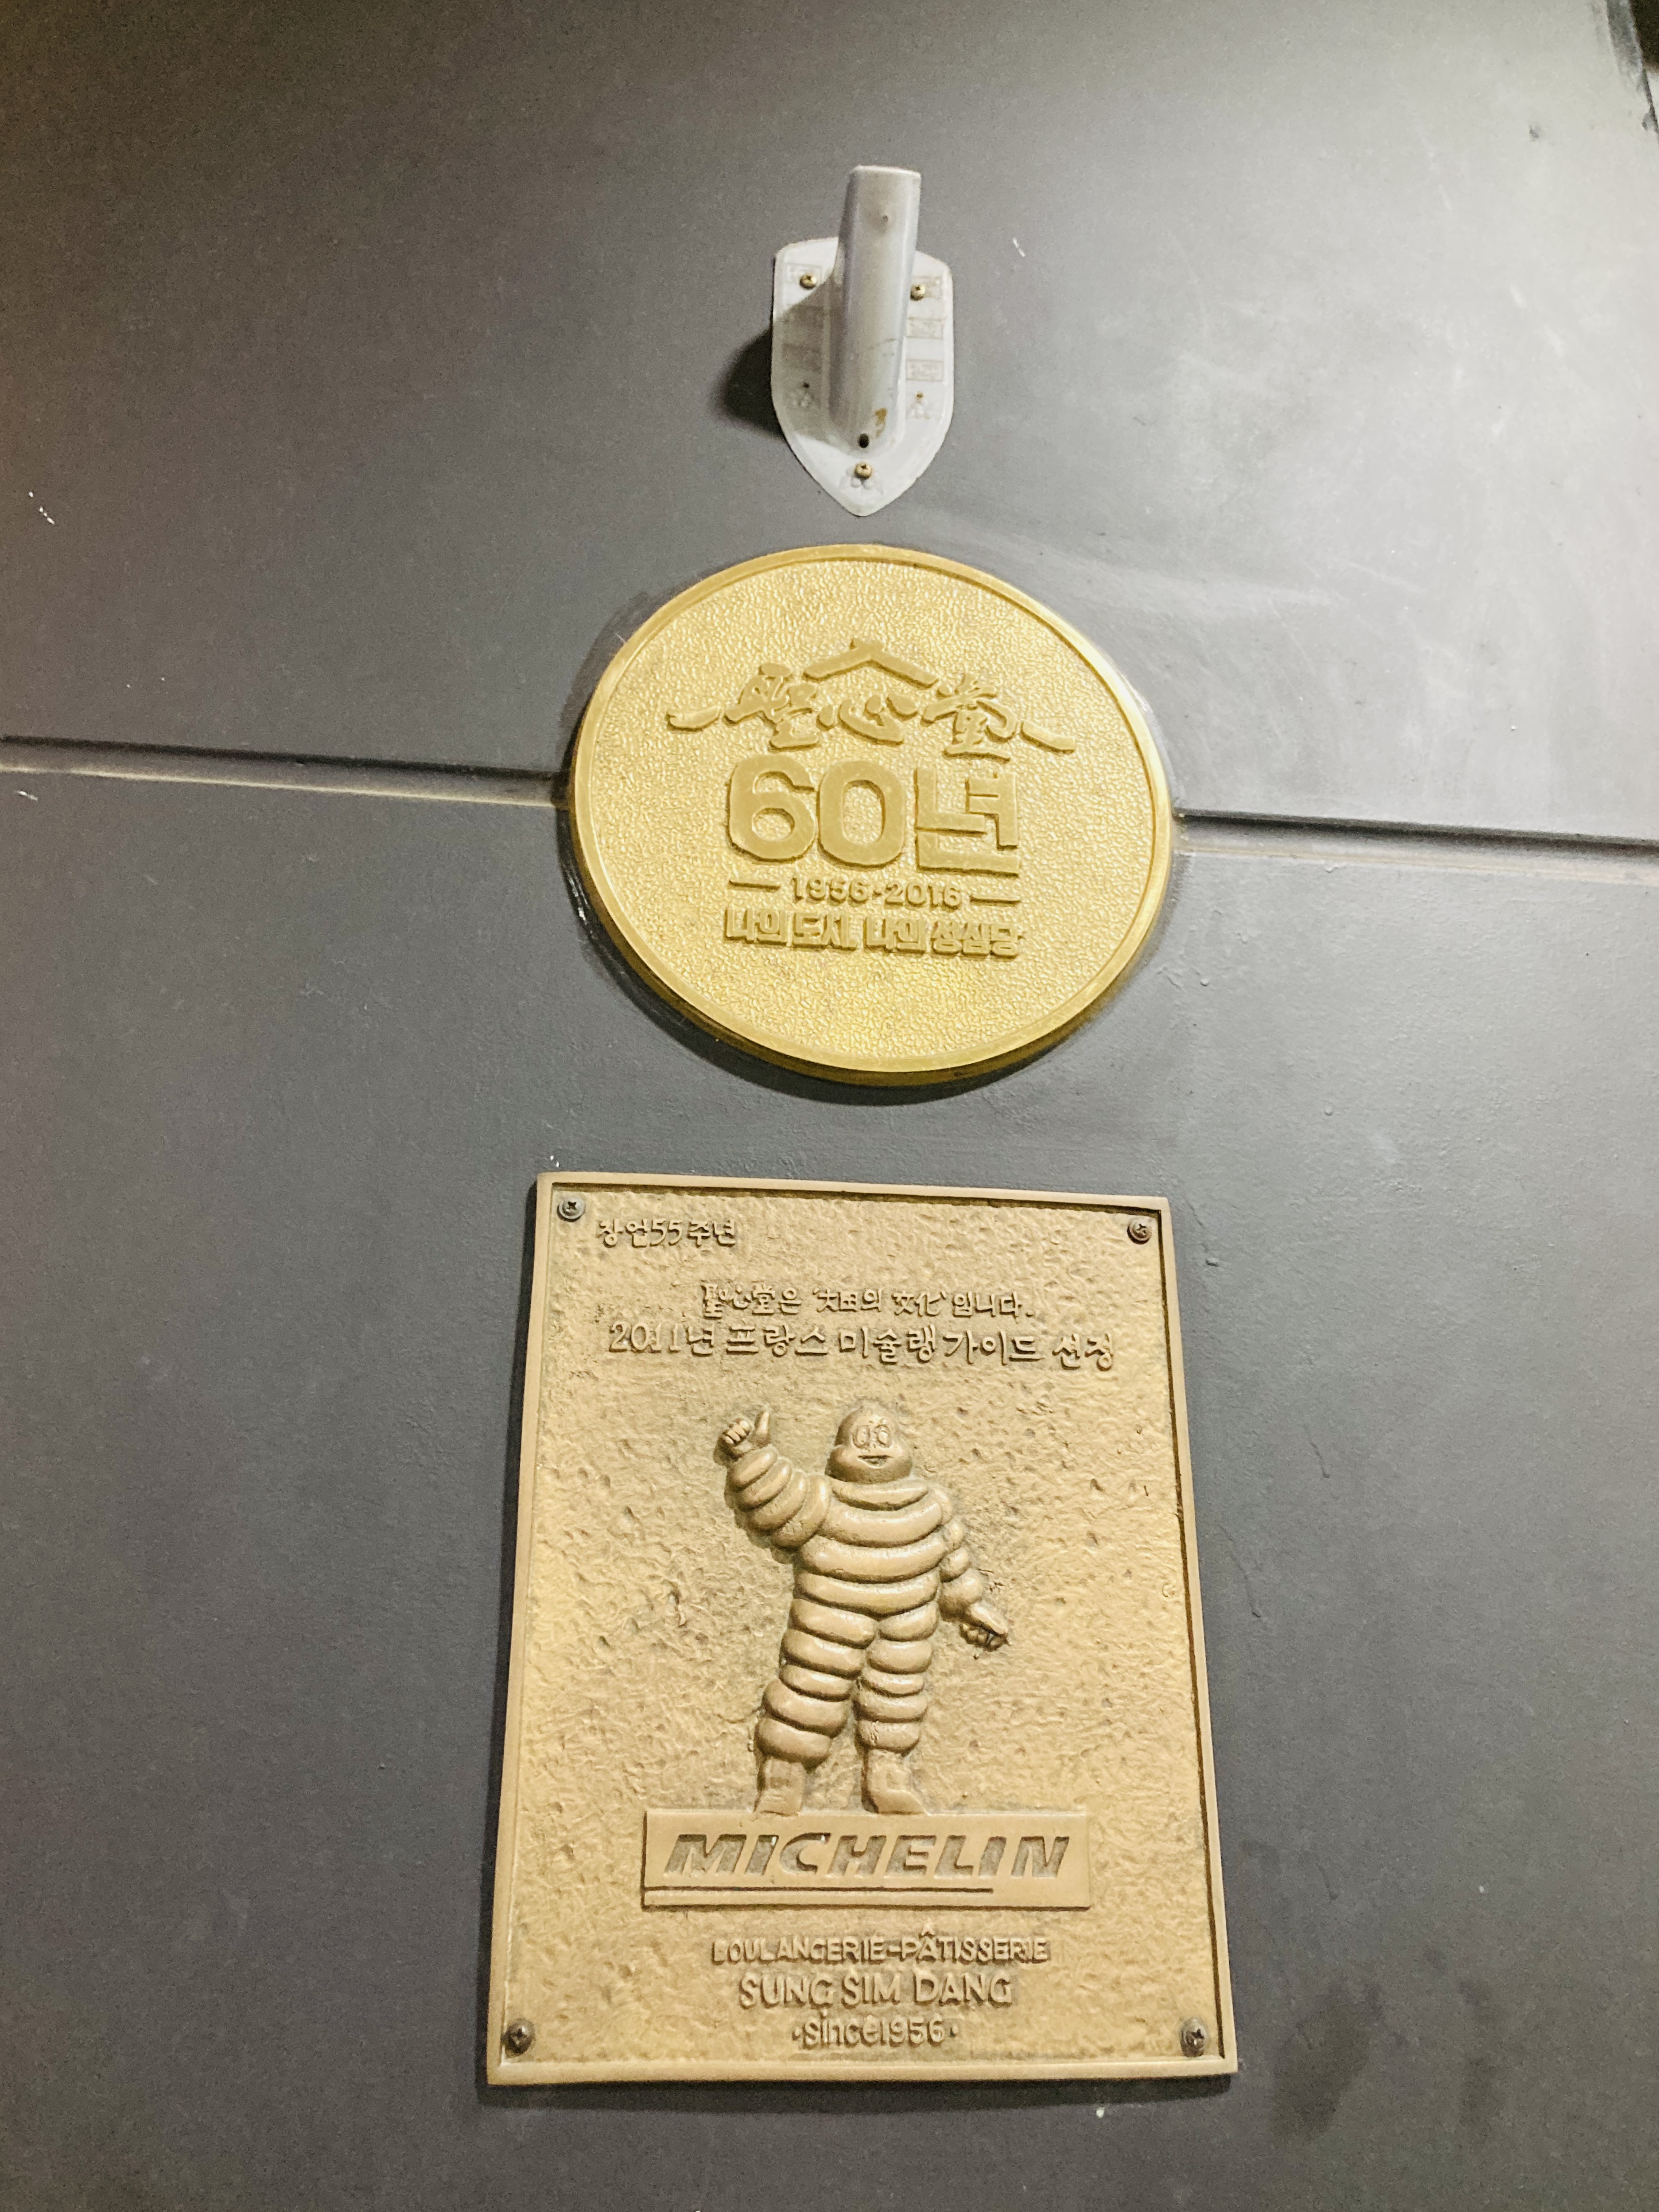 聖心堂
60년
1956-2016
나의 도시, 나의 성심당
창업55주년
聖心堂은 '大田의 文化'입니다.
2011년 프랑스 미슐랭 가이드 선정
MICHELIN
BOULANGERIE-PÂTISSERIE
SUNG SIM DANG
·since1956·